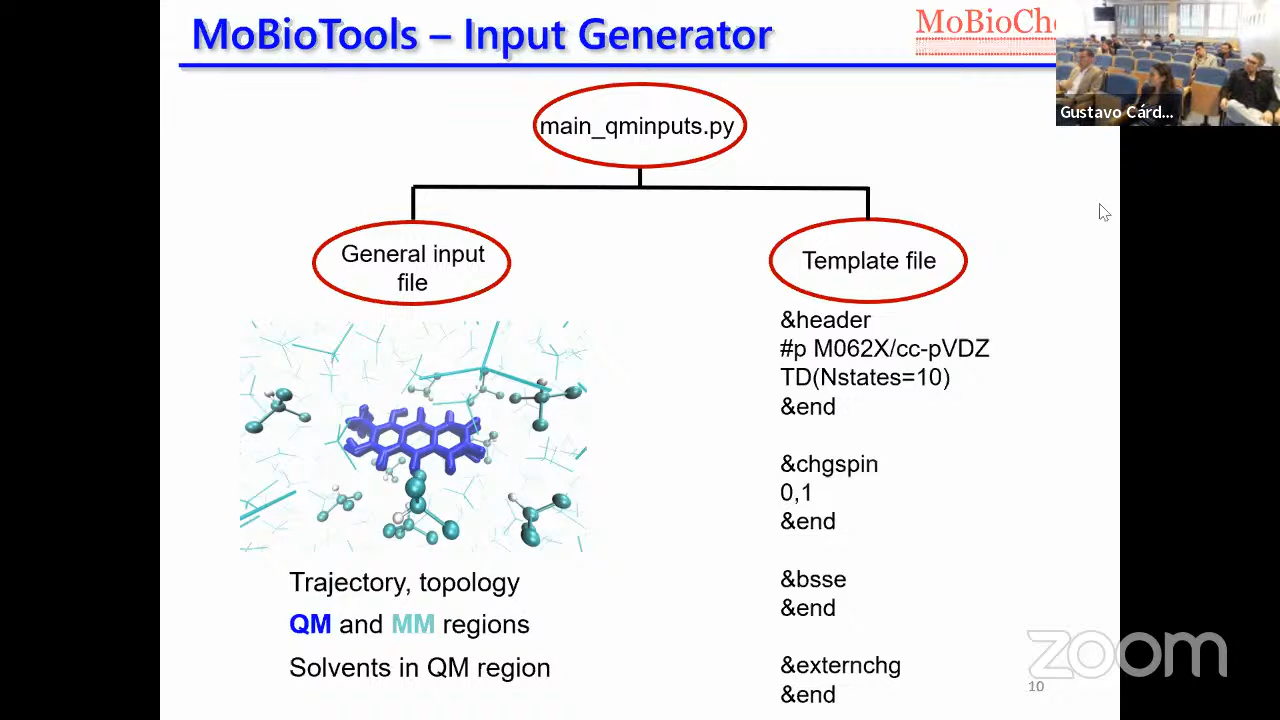 MoBioTools – Input Generator
MoBioChe
Gustavo Cárd...
main_qminputs.py
General input
file
Template file
&header
#p M062X/cc-pVDZ
TD(Nstates=10)
&end
&chgspin
0,1
&end
&bsse
&end
&externchg
&end
Trajectory, topology
QM and MM regions
Solvents in QM region
zoom
10